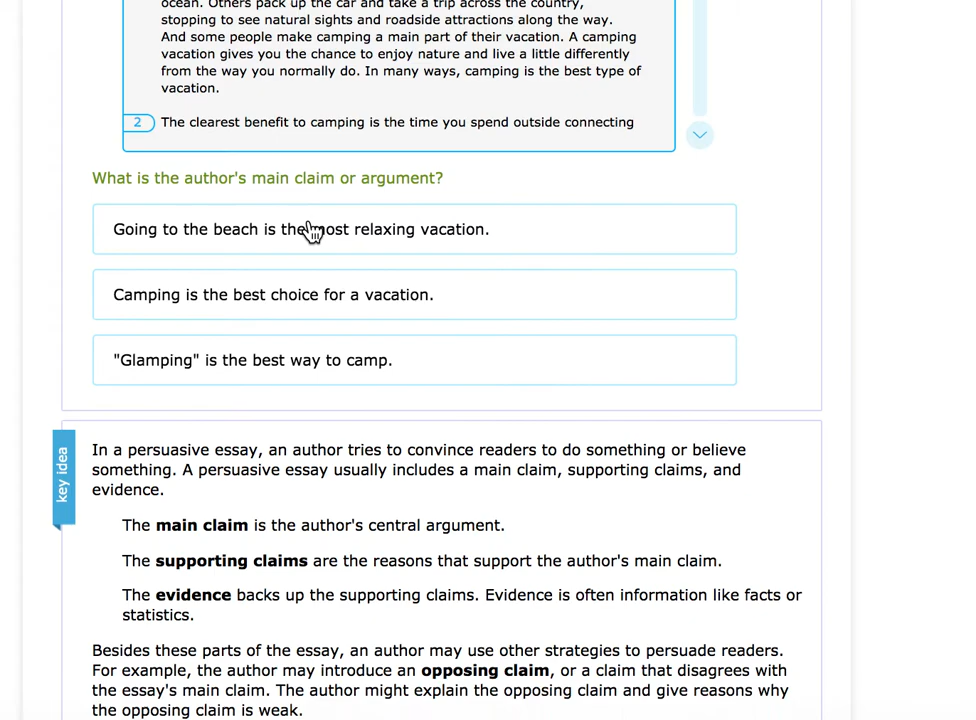 ocean. Others pack up the car and take a trip across the country,
stopping to see natural sights and roadside attractions along the way.
And some people make camping a main part of their vacation. A camping
vacation gives you the chance to enjoy nature and live a little differently
from the way you normally do. In many ways, camping is the best type of
vacation.
2 The clearest benefit to camping is the time you spend outside connecting
What is the author's main claim or argument?
Going to the beach is the most relaxing vacation.
Camping is the best choice for a vacation.
"Glamping" is the best way to camp.
key idea
In a persuasive essay, an author tries to convince readers to do something or believe
something. A persuasive essay usually includes a main claim, supporting claims, and
evidence.
The main claim is the author's central argument.
The supporting claims are the reasons that support the author's main claim.
The evidence backs up the supporting claims. Evidence is often information like facts or
statistics.
Besides these parts of the essay, an author may use other strategies to persuade readers.
For example, the author may introduce an opposing claim, or a claim that disagrees with
the essay's main claim. The author might explain the opposing claim and give reasons why
the opposing claim is weak.